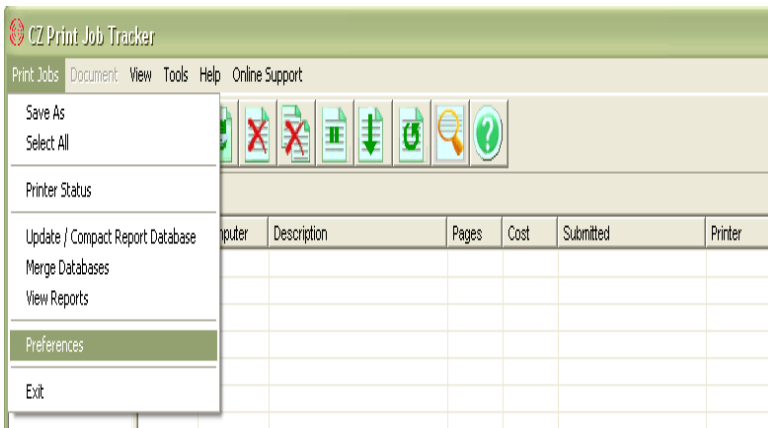 CZ Print Job Tracker
Print Jobs Document View Tools Help Online Support
Save As
Select All
Printer Status
Update / Compact Report Database
Merge Databases
View Reports
Preferences
Exit
Description Pages Cost Submitted Printer